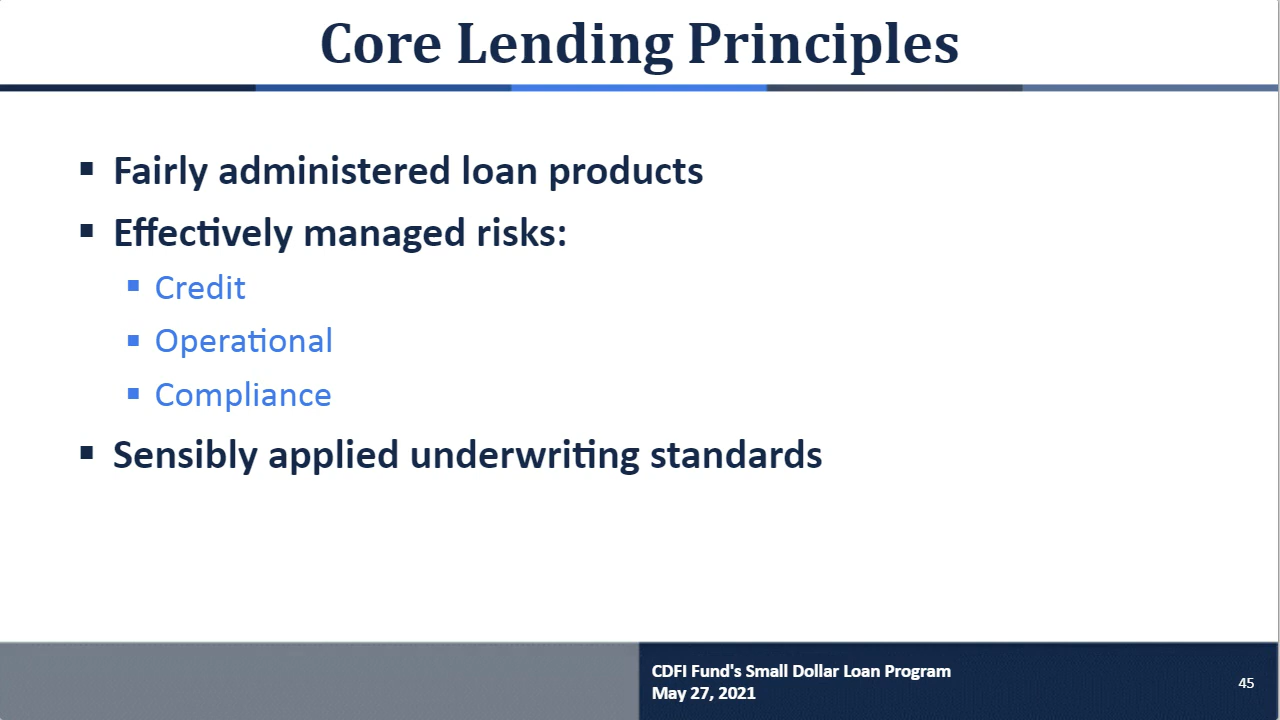 Core Lending Principles
▪ Fairly administered loan products
▪ Effectively managed risks:
▪ Credit
▪ Operational
▪ Compliance
▪ Sensibly applied underwriting standards
CDFI Fund's Small Dollar Loan Program
May 27, 2021
45